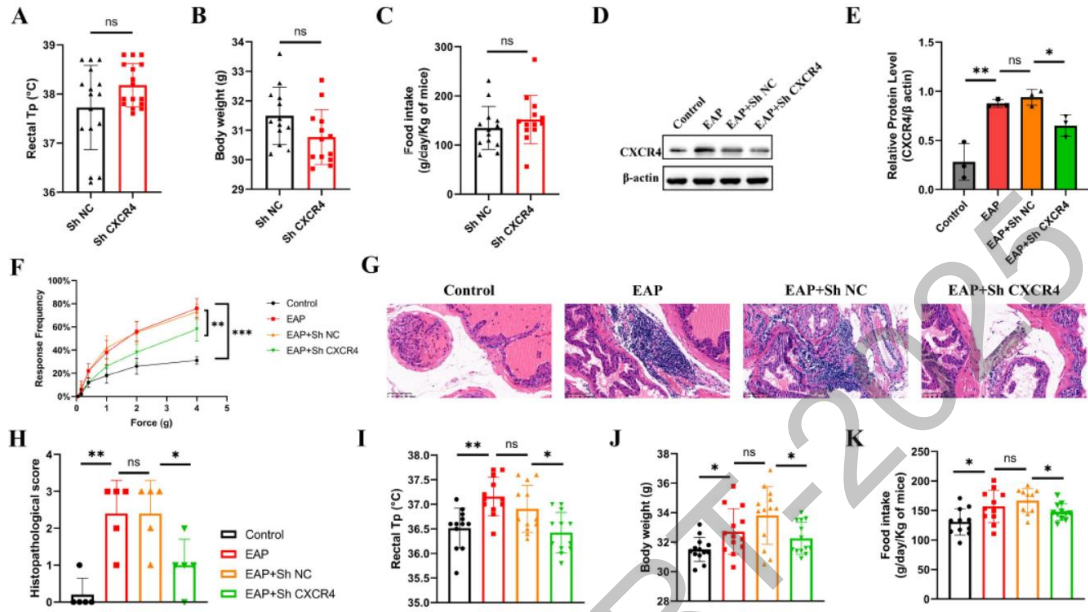 A
Rectal Tp (°C)
39
38
37
36
ns
Sh NC
Sh CXCR4
B
Body weight (g)
34
33
32
31
30
29
ns
Sh NC
Sh CXCR4
C
Food intake
(g/day/Kg of mice)
300
200
100
0
ns
Sh NC
Sh CXCR4
D
Control
EAP
EAP+Sh NC
EAP+Sh CXCR4
CXCR4
β-actin
E
Relative Protein Level
(CXCR4/β actin)
1.5
1.0
0.5
0.0
**
ns
*
Control
EAP
EAP+Sh NC
EAP+Sh CXCR4
F
Response Frequency
100%
80%
60%
40%
20%
0%
0 1 2 3 4 5
Force (g)
Control
EAP
EAP+Sh NC
EAP+Sh CXCR4
**
***
G
Control
EAP
EAP+Sh NC
EAP+Sh CXCR4
H
Histopathological score
4
3
2
1
0
**
ns
*
Control
EAP
EAP+Sh NC
EAP+Sh CXCR4
I
Rectal Tp (°C)
38.0
37.5
37.0
36.5
36.0
35.5
35.0
**
ns
*
J
Body weight (g)
38
36
34
32
30
28
*
ns
*
K
Food intake
(g/day/Kg of mice)
250
200
150
100
50
0
*
ns
*
PT-2025